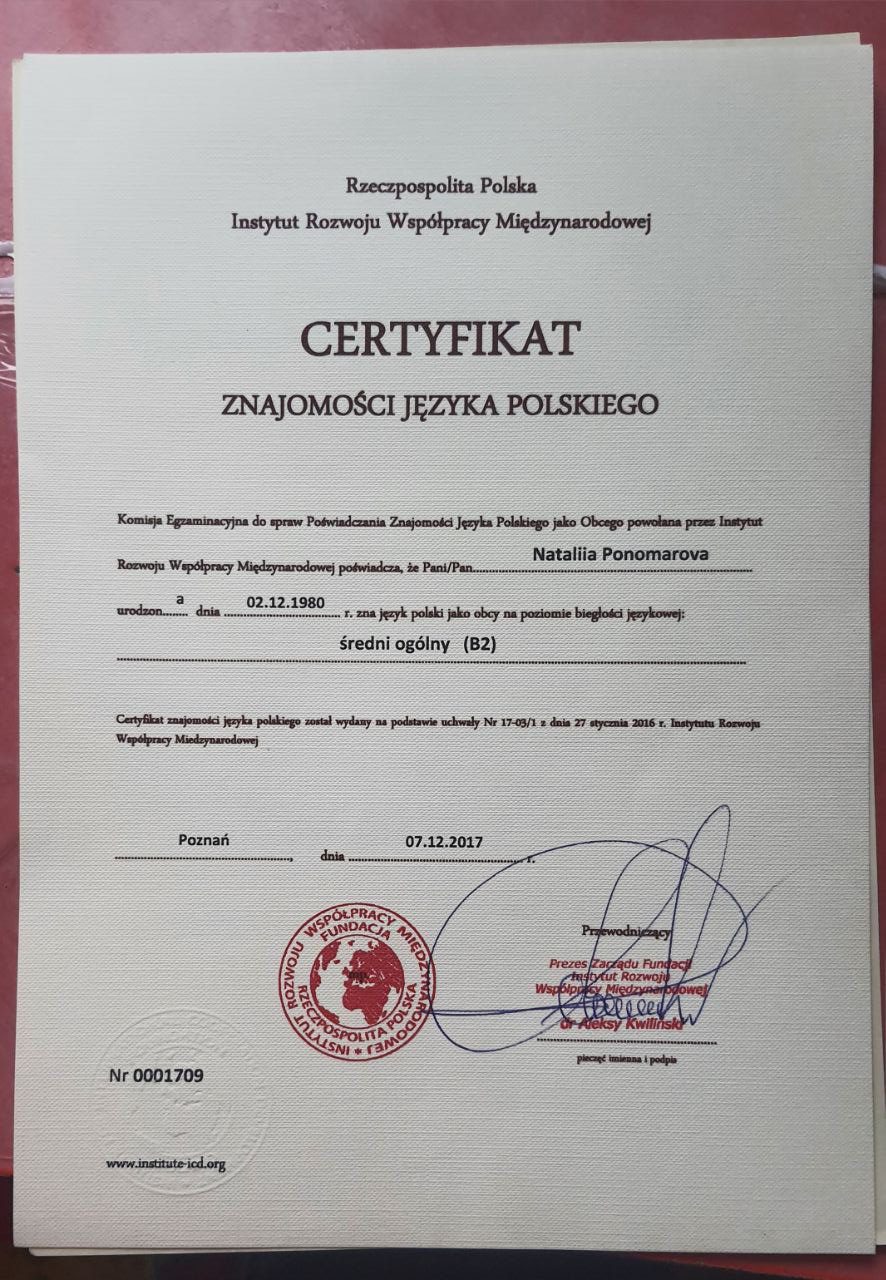 Rzeczpospolita Polska
Instytut Rozwoju Współpracy Międzynarodowej
CERTYFIKAT
ZNAJOMOŚCI JĘZYKA POLSKIEGO
Komisja Egzaminacyjna do spraw Poświadczania Znajomości Języka Polskiego jako Obcego powołana przez Instytut
Rozwoju Współpracy Międzynarodowej poświadcza, że Pani/Pan Nataliia Ponomarova
urodzon a dnia 02.12.1980 r. zna język polski jako obcy na poziomie biegłości językowej:
średni ogólny (B2)
Certyfikat znajomości języka polskiego został wydany na podstawie uchwały Nr 17-03/1 z dnia 27 stycznia 2016 r. Instytutu Rozwoju
Współpracy Miedzynarodowej
Poznań, dnia 07.12.2017 r.
INSTYTUT ROZWOJU WSPÓŁPRACY MIĘDZYNARODOWEJ
FUNDACJA
RZECZPOSPOLITA POLSKA
Przewodniczący
Prezes Zarządu Fundacji
Instytut Rozwoju
Współpracy Międzynarodowej
dr Aleksy Kwiliński
pieczęć imienna i podpis
Nr 0001709
www.institute-icd.org